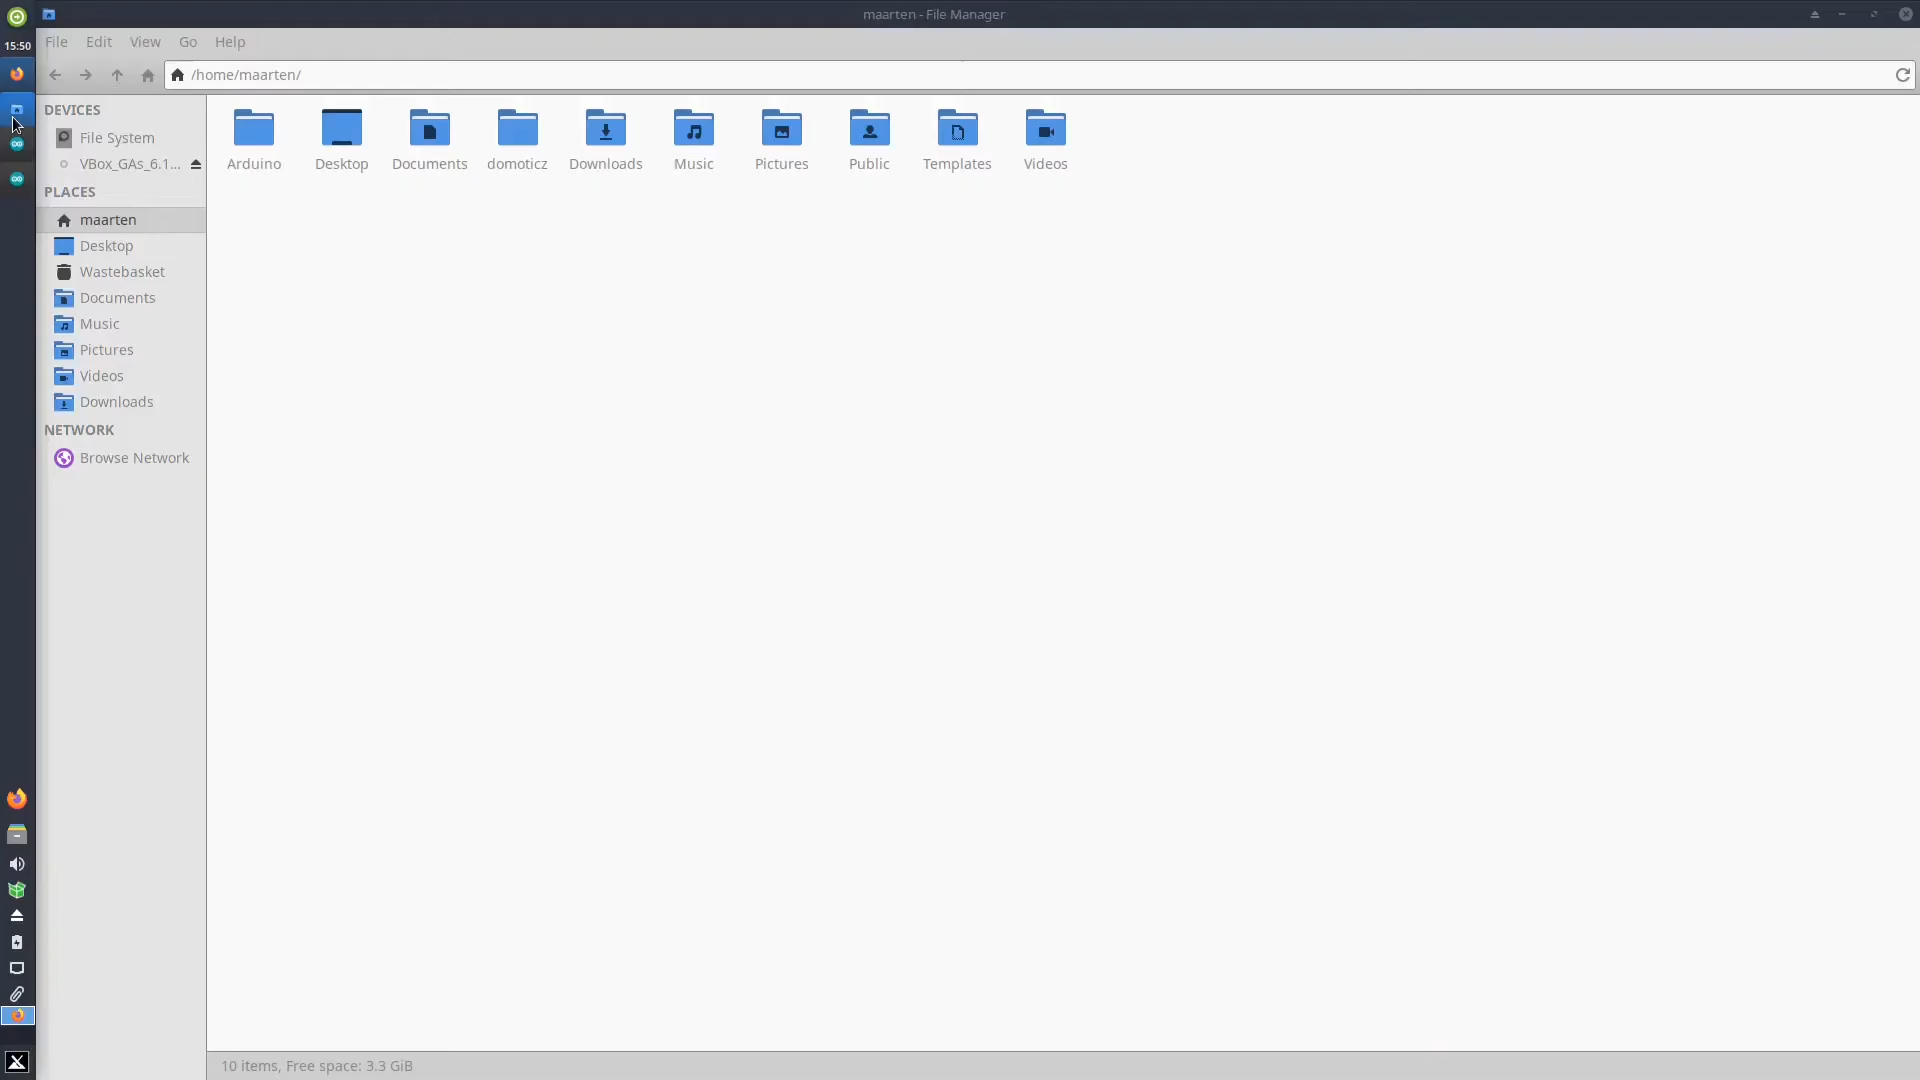 maarten - File Manager
15:50
File Edit View Go Help
/home/maarten/
DEVICES
File System
VBox_GAs_6.1...
PLACES
maarten
Desktop
Wastebasket
Documents
Music
Pictures
Videos
Downloads
NETWORK
Browse Network
Arduino Desktop Documents domoticz Downloads Music Pictures Public Templates Videos
10 items, Free space: 3.3 GiB